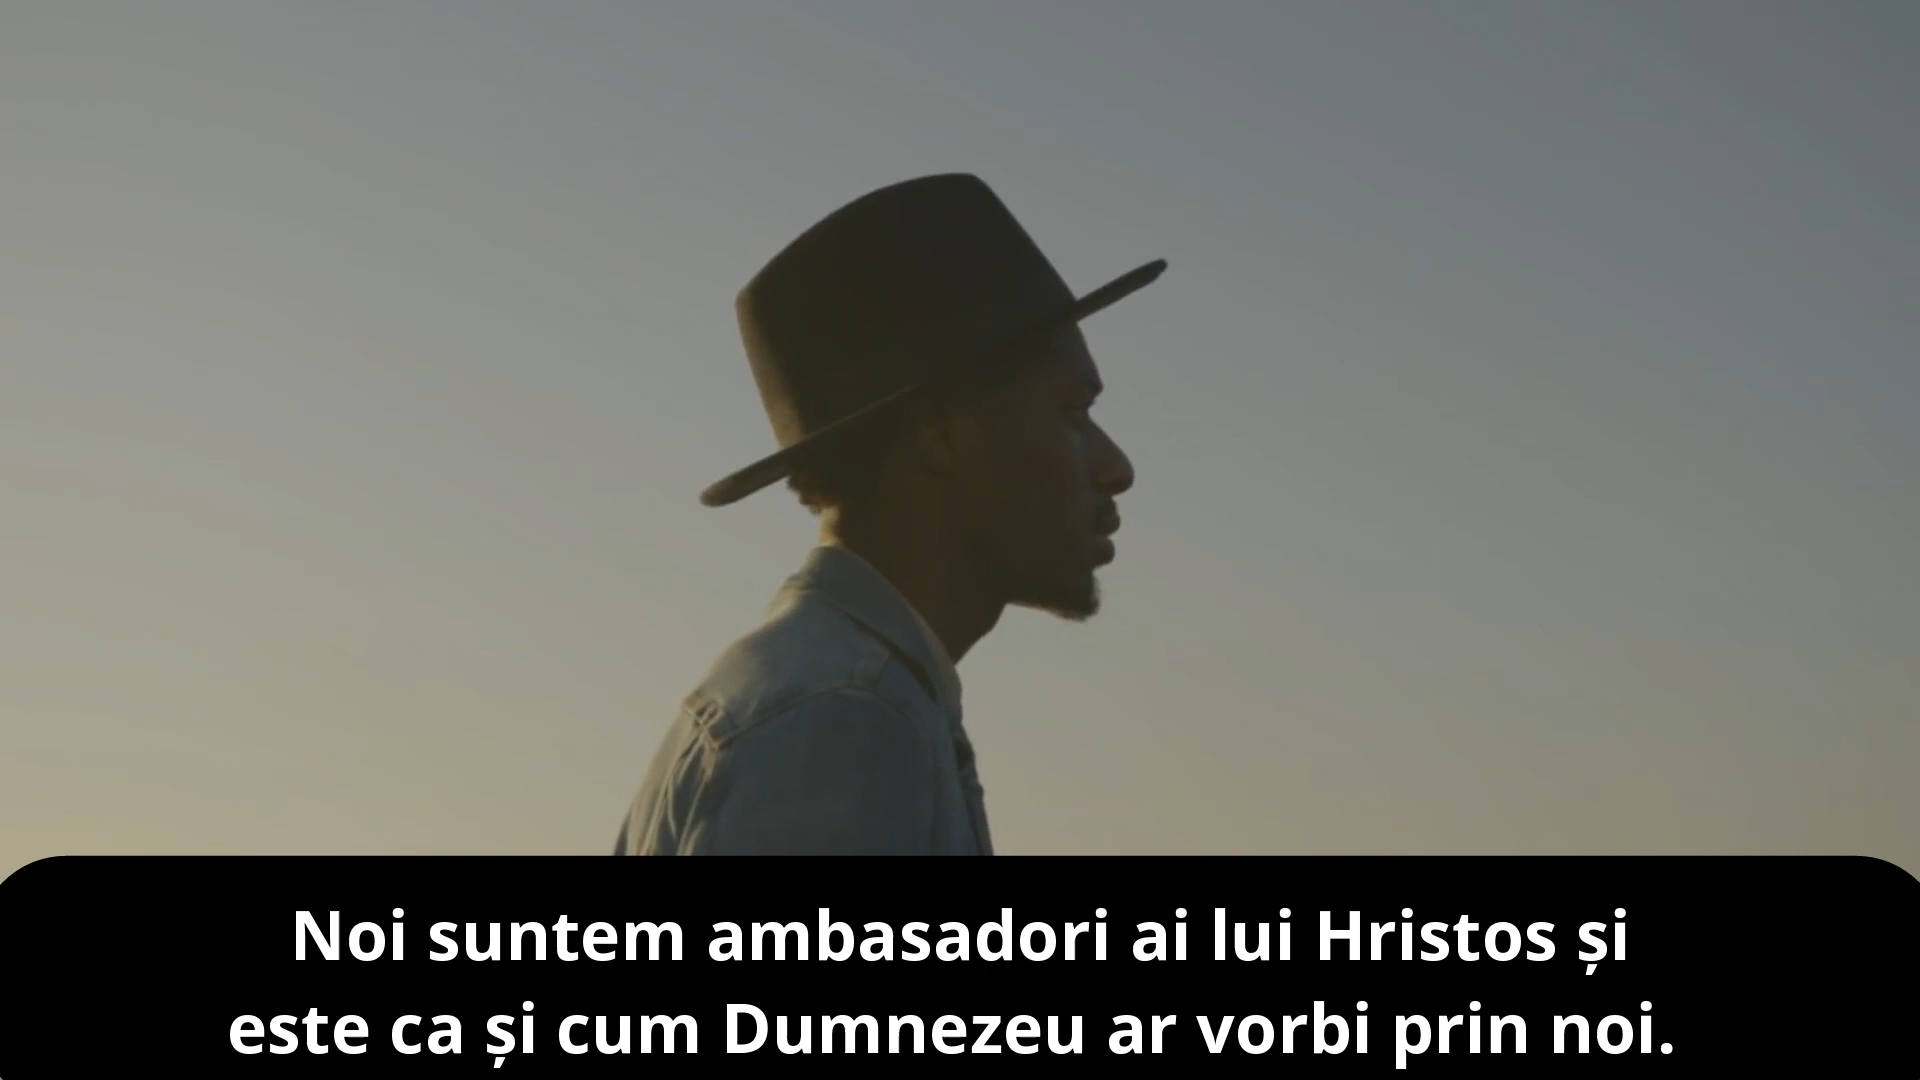 Noi suntem ambasadori ai lui Hristos și
este ca și cum Dumnezeu ar vorbi prin noi.